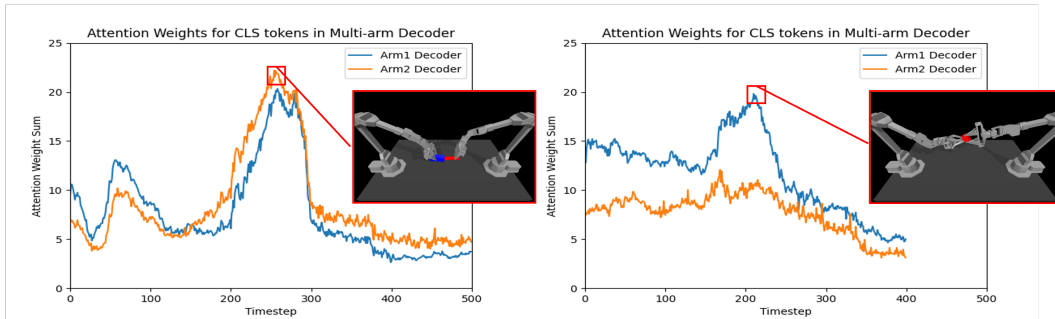 Attention Weights for CLS tokens in Multi-arm Decoder
25
20
15
10
5
0
Attention Weight Sum
Arm1 Decoder
Arm2 Decoder
0 100 200 300 400 500
Timestep
Attention Weights for CLS tokens in Multi-arm Decoder
25
20
15
10
5
0
Attention Weight Sum
Arm1 Decoder
Arm2 Decoder
0 100 200 300 400 500
Timestep